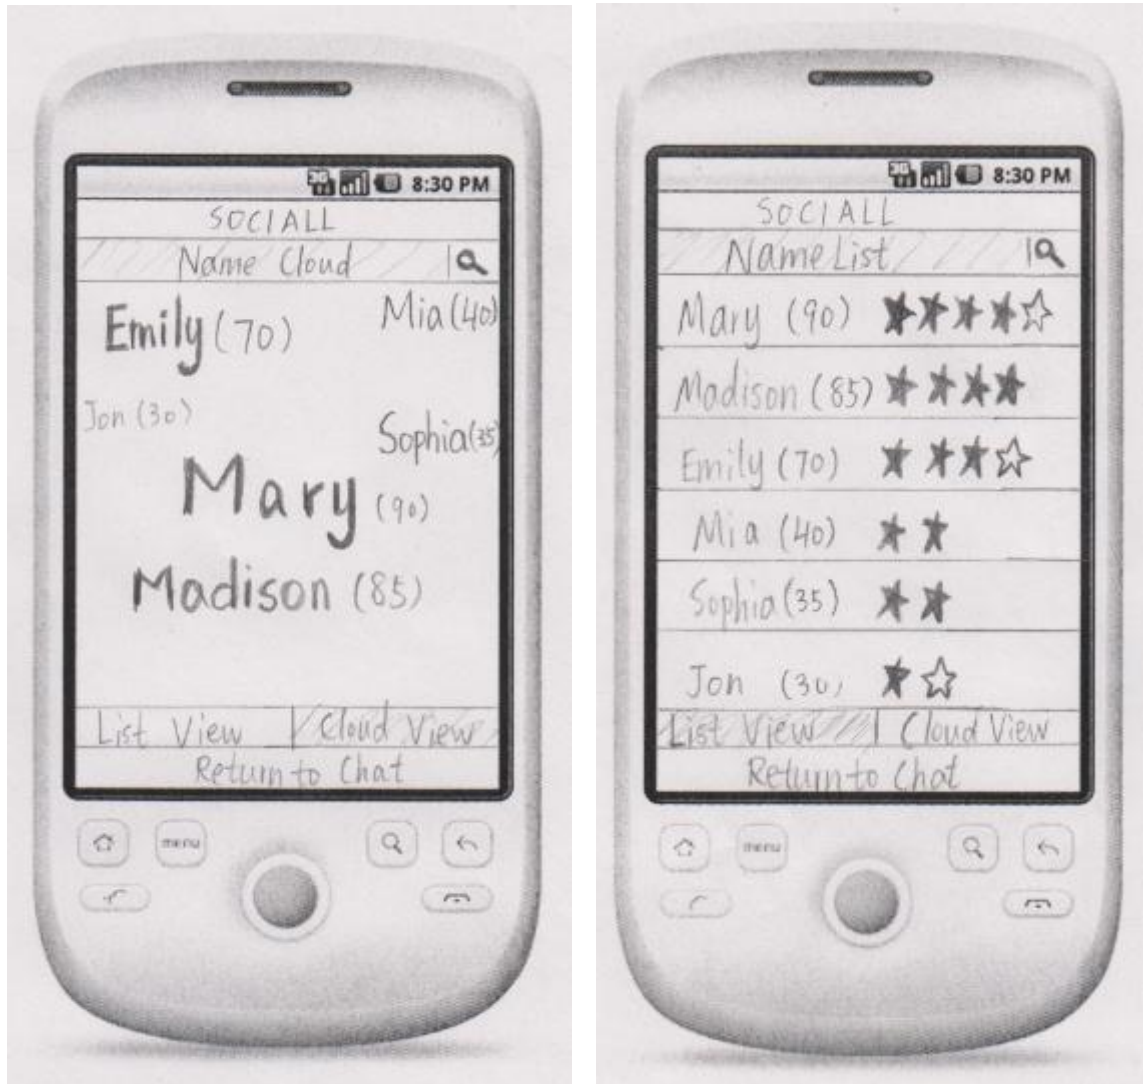 8:30 PM
SOCIALL
Name Cloud
Emily (70)
Mia (40)
Jon (30)
Sophia (35)
Mary (90)
Madison (85)
List View
Cloud View
Return to Chat
menu
8:30 PM
SOCIALL
Name List
Mary (90)
Madison (85)
Emily (70)
Mia (40)
Sophia (35)
Jon (30)
List View
Cloud View
Return to Chat
menu